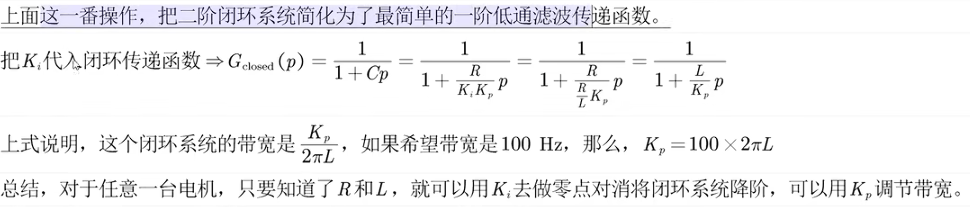 上面这一番操作，把二阶闭环系统简化为了最简单的一阶低通滤波传递函数。
把$K_i$代入闭环传递函数$\Rightarrow G_{\text{closed}}(p)=\frac{1}{1+Cp}=\frac{1}{1+\frac{R}{K_iK_p}p}=\frac{1}{1+\frac{R}{\frac{R}{L}K_p}p}=\frac{1}{1+\frac{L}{K_p}p}$
上式说明，这个闭环系统的带宽是$\frac{K_p}{2\pi L}$，如果希望带宽是100 Hz，那么，$K_p=100\times2\pi L$
总结，对于任意一台电机，只要知道了$R$和$L$，就可以用$K_i$去做零点对消将闭环系统降阶，可以用$K_p$调节带宽。